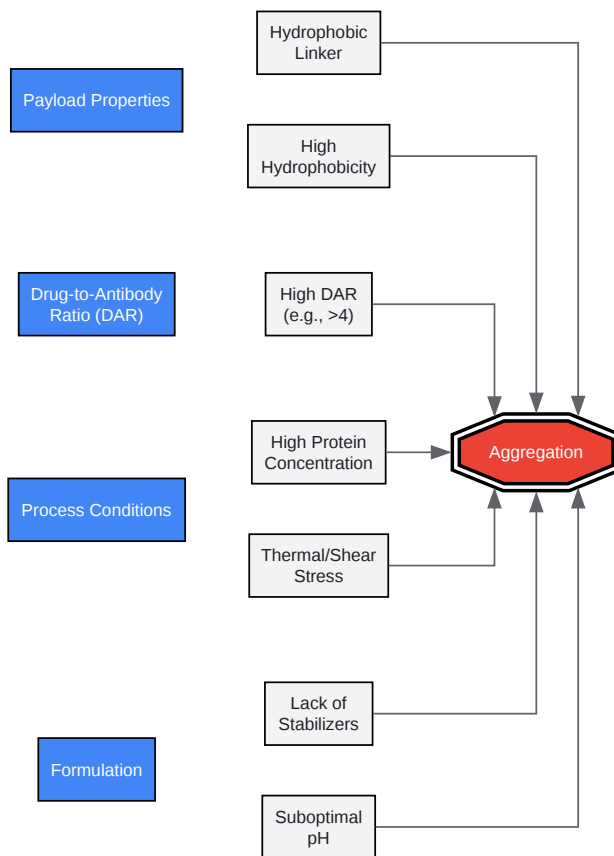 Hydrophobic
Linker
Payload Properties
High
Hydrophobicity
Drug-to-Antibody
Ratio (DAR)
High DAR
(e.g., >4)
High Protein
Concentration
Aggregation
Process Conditions
Thermal/Shear
Stress
Lack of
Stabilizers
Formulation
Suboptimal
pH